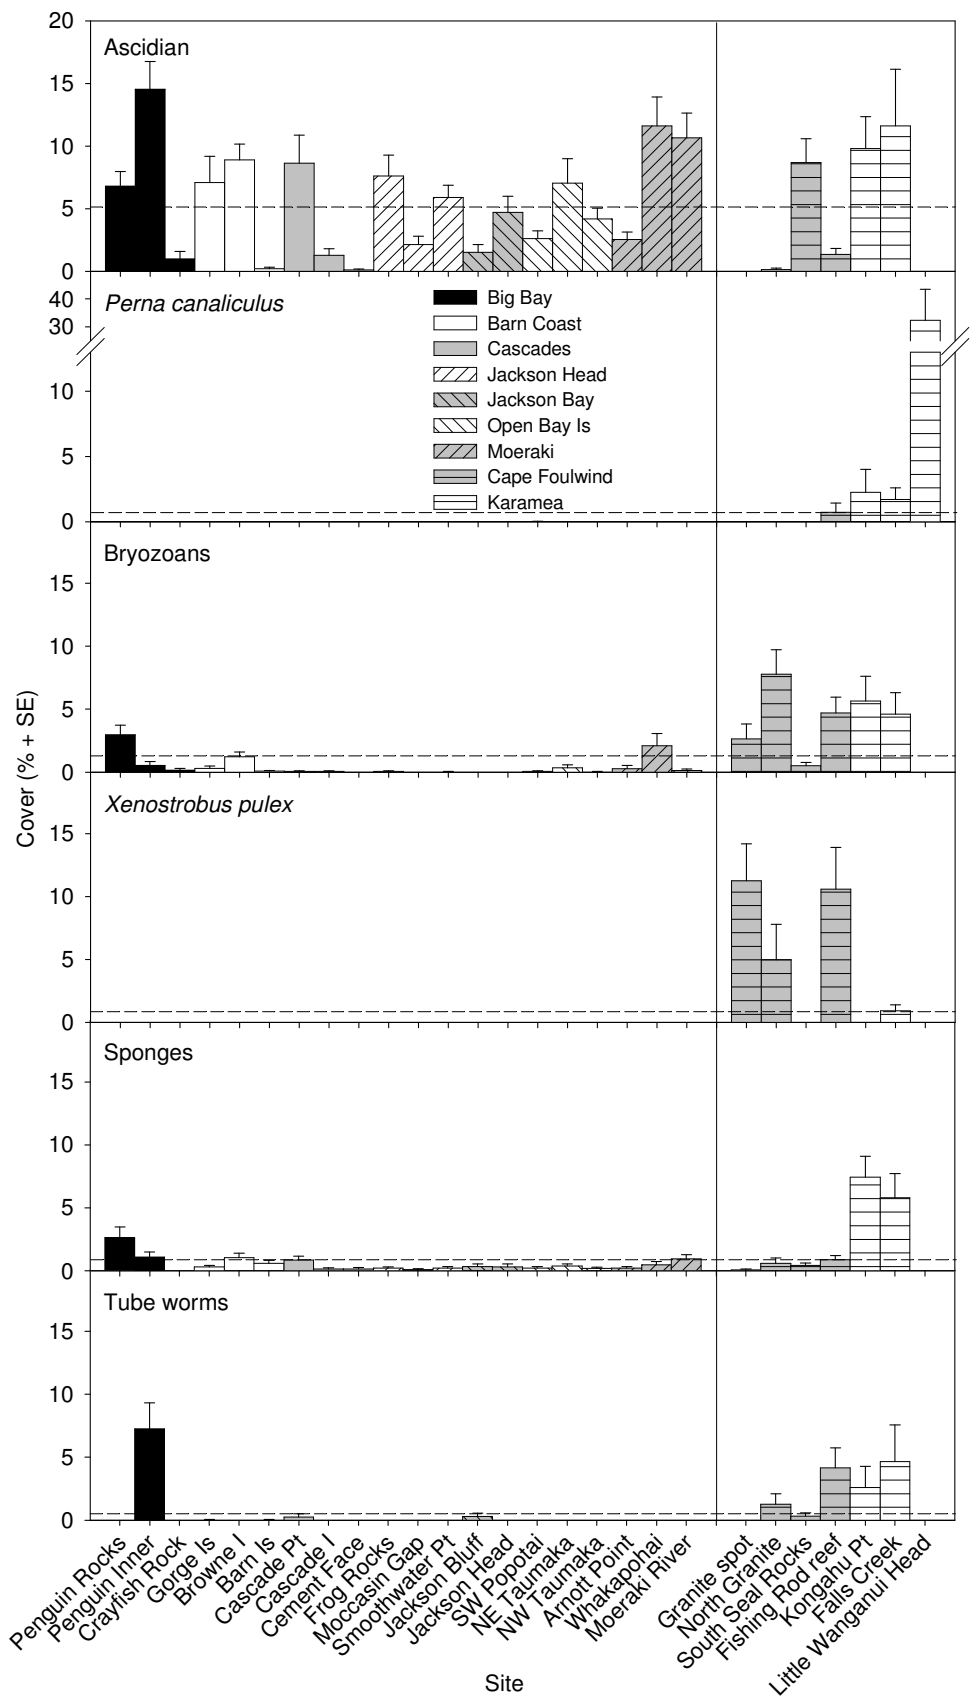 Cover (% + SE)
20
15
10
5
0
Ascidian
40
30
10
5
0
Perna canaliculus
Big Bay
Barn Coast
Cascades
Jackson Head
Jackson Bay
Open Bay Is
Moeraki
Cape Foulwind
Karamea
15
10
5
0
Bryozoans
15
10
5
0
Xenostrobus pulex
15
10
5
0
Sponges
15
10
5
0
Tube worms
Penguin Rocks
Penguin Inner
Crayfish Rock
Gorge Is
Browne I
Barn Is
Cascade Pt
Cascade I
Cement Face
Frog Rocks
Moccasin Gap
Smoothwater Pt
Jackson Bluff
Jackson Head
SW Popotai
NE Taumaka
NW Taumaka
Arnott Point
Whakapohai
Moeraki River
Granite spot
North Granite
South Seal Rocks
Fishing Rod reef
Kongahu Pt
Falls Creek
Little Wanganui Head
Site